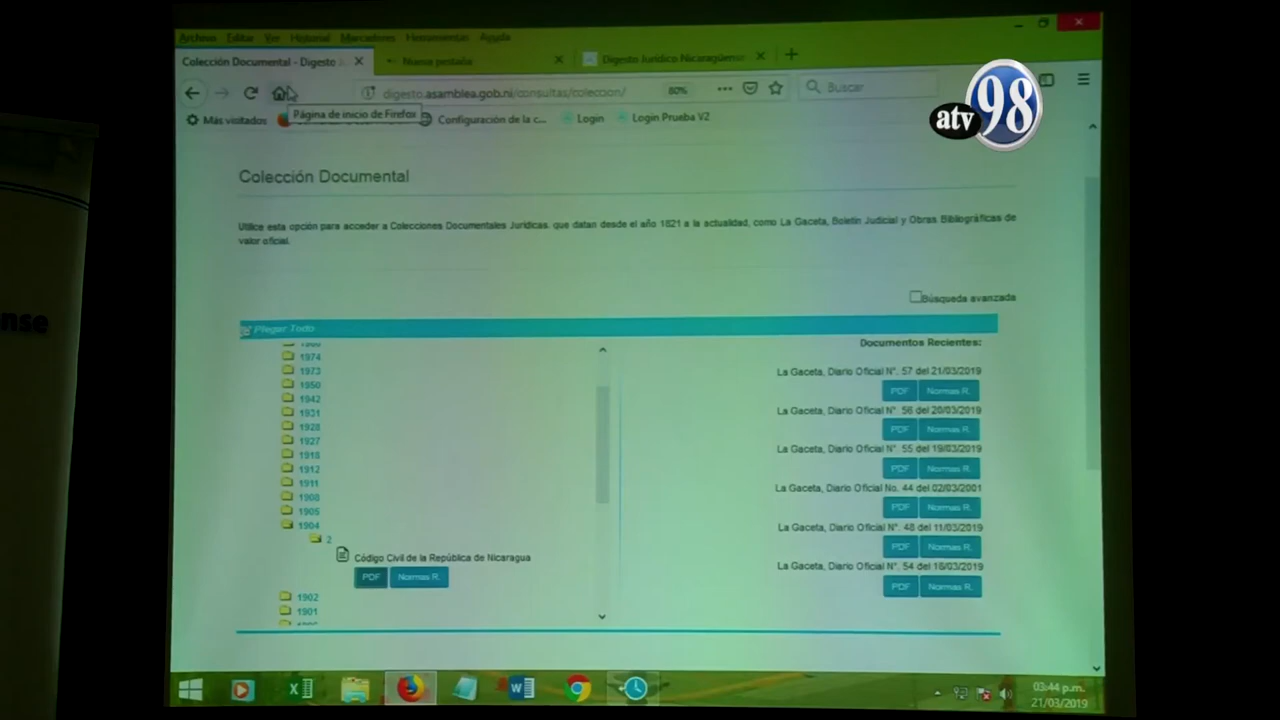 Archivo Editar Ver Historial Marcadores Herramientas Ayuda
Colección Documental - Digesto
Nueva pestaña
Digesto Jurídico Nicaragüense
digesto.asamblea.gob.ni/consultas/coleccion/
80%
Buscar
Más visitados
Página de inicio de Firefox
Configuración de la c...
Login
Login Prueba V2
atv 98
nse
Colección Documental
Utilice esta opción para acceder a Colecciones Documentales Jurídicas, que datan desde el año 1821 a la actualidad, como La Gaceta, Boletín Judicial y Obras Bibliográficas de
valor oficial.
Búsqueda avanzada
Plegar Todo
1974
1973
1950
1942
1931
1928
1927
1918
1912
1911
1908
1905
1904
2
Código Civil de la República de Nicaragua
PDF Normas R.
1902
1901
Documentos Recientes:
La Gaceta, Diario Oficial N°. 57 del 21/03/2019
PDF Normas R.
La Gaceta, Diario Oficial N°. 56 del 20/03/2019
PDF Normas R.
La Gaceta, Diario Oficial N°. 55 del 19/03/2019
PDF Normas R.
La Gaceta, Diario Oficial No. 44 del 02/03/2001
PDF Normas R.
La Gaceta, Diario Oficial N°. 48 del 11/03/2019
PDF Normas R.
La Gaceta, Diario Oficial N°. 54 del 18/03/2019
PDF Normas R.
03:44 p.m.
21/03/2019